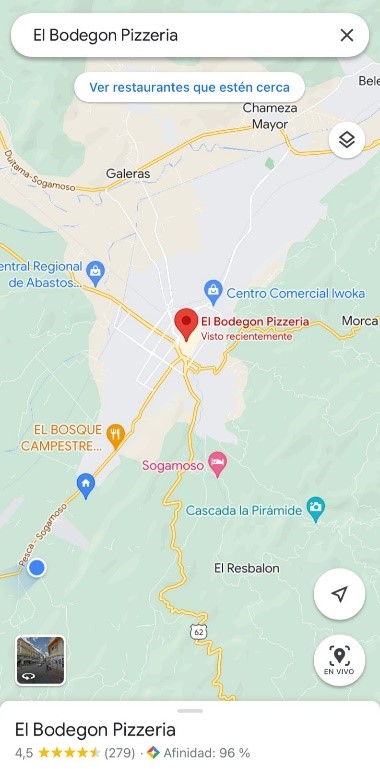 El Bodegon Pizzeria
Ver restaurantes que estén cerca
Bele
Chameza
Mayor
Duitama-Sogamoso
Galeras
entral Regional
de Abastos...
Centro Comercial Iwoka
El Bodegon Pizzeria
Visto recientemente
Morca
EL BOSQUE
CAMPESTRE...
Sogamoso
Cascada la Pirámide
Pesca - Sogamoso
El Resbalon
62
EN VIVO
El Bodegon Pizzeria
4,5 (279) · Afinidad: 96 %